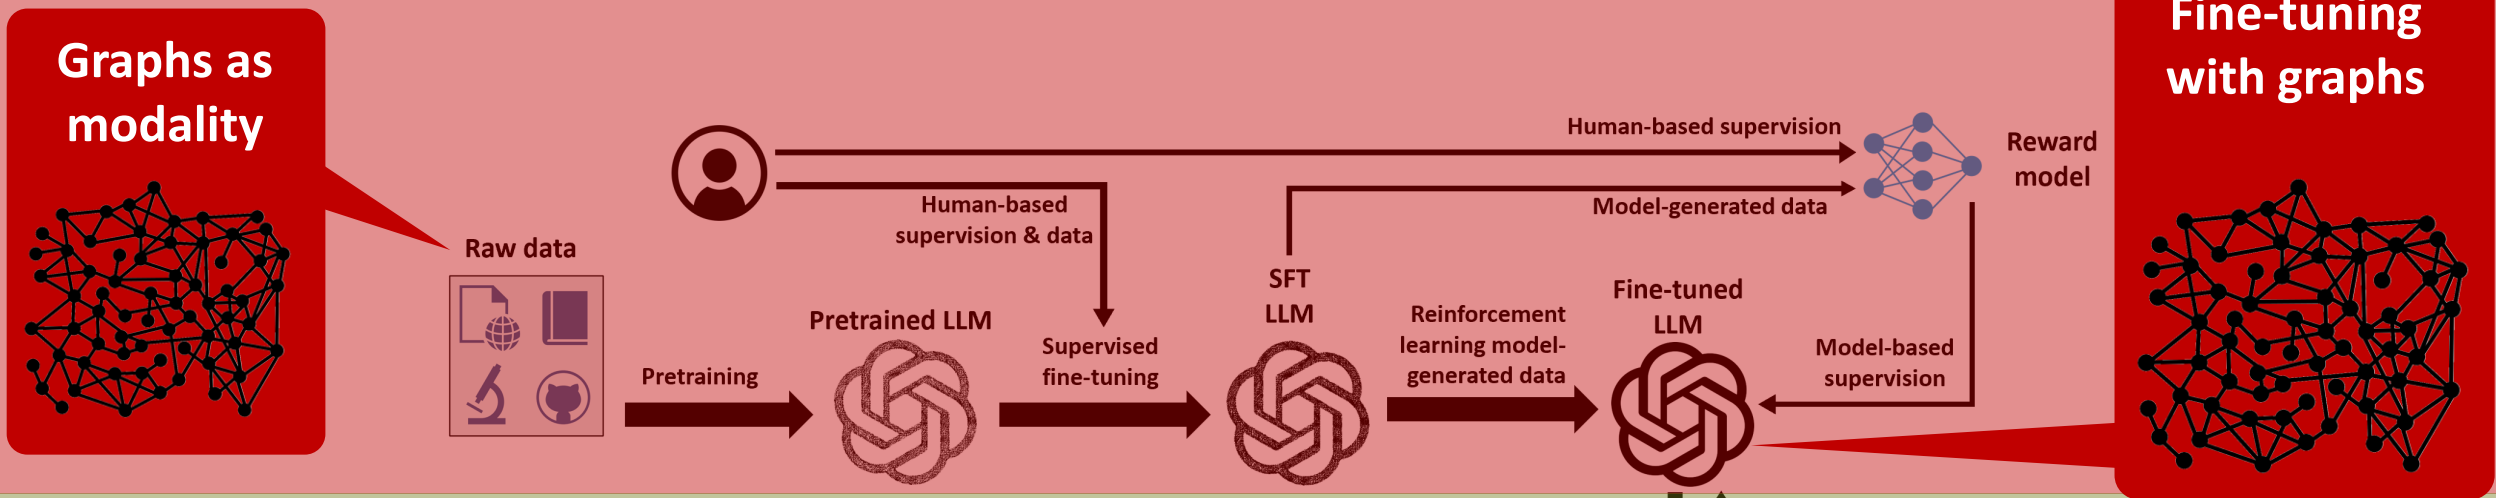 Graphs as
modality
Fine-tuning
with graphs
Human-based supervision
Reward
model
Human-based
supervision & data
Model-generated data
Raw data
SFT
LLM
Fine-tuned
LLM
Pretrained LLM
Reinforcement
learning model-
generated data
Supervised
fine-tuning
Model-based
supervision
Pretraining